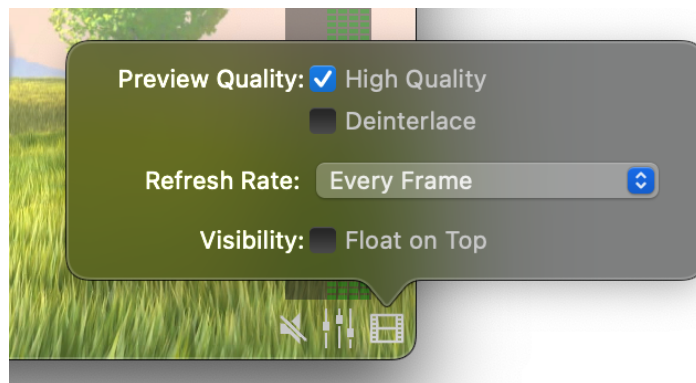 Preview Quality: High Quality
Deinterlace
Refresh Rate: Every Frame
Visibility: Float on Top